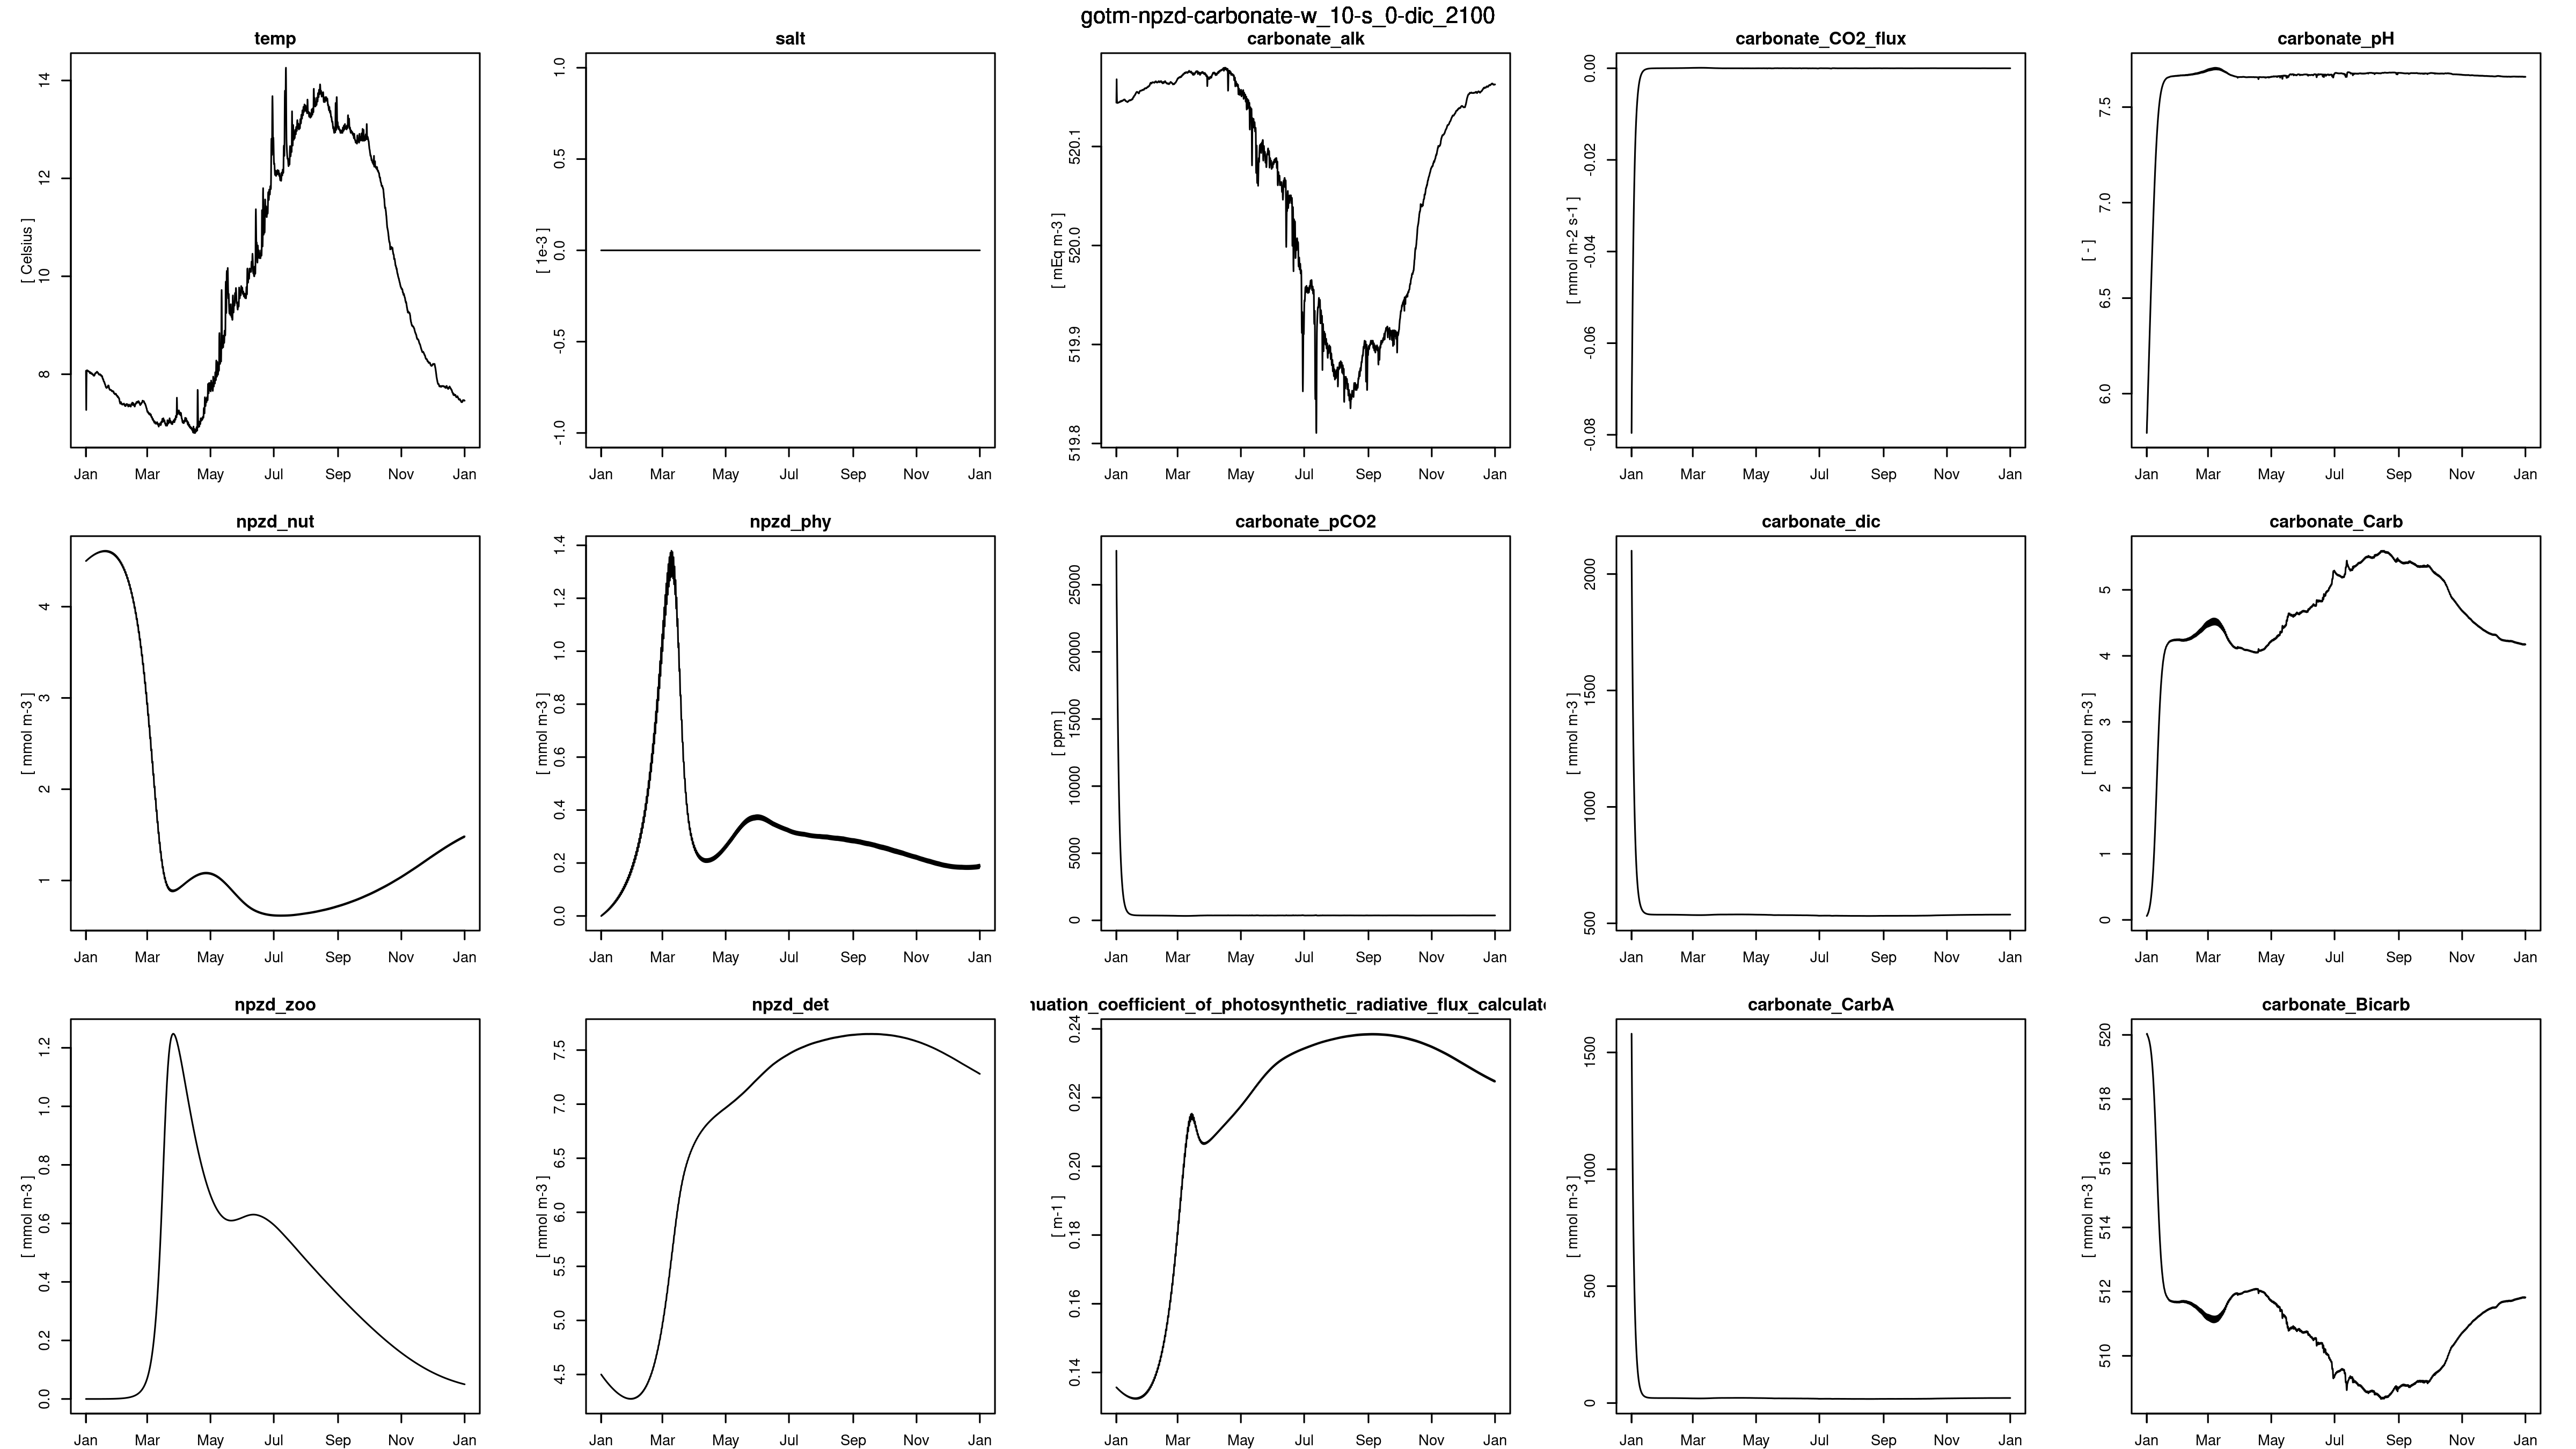 gotm-npzd-carbonate-w_10-s_0-dic_2100
temp
[ Celsius ]
8 10 12 14
Jan Mar May Jul Sep Nov Jan
salt
[ 1e-3 ]
-1.0 -0.5 0.0 0.5 1.0
Jan Mar May Jul Sep Nov Jan
carbonate_alk
[ mEq m-3 ]
519.8 519.9 520.0 520.1
Jan Mar May Jul Sep Nov Jan
carbonate_CO2_flux
[ mmol m-2 s-1 ]
-0.08 -0.06 -0.04 -0.02 0.00
Jan Mar May Jul Sep Nov Jan
carbonate_pH
[ - ]
6.0 6.5 7.0 7.5
Jan Mar May Jul Sep Nov Jan
npzd_nut
[ mmol m-3 ]
1 2 3 4
Jan Mar May Jul Sep Nov Jan
npzd_phy
[ mmol m-3 ]
0.0 0.2 0.4 0.6 0.8 1.0 1.2 1.4
Jan Mar May Jul Sep Nov Jan
carbonate_pCO2
[ ppm ]
0 5000 10000 15000 20000 25000
Jan Mar May Jul Sep Nov Jan
carbonate_dic
[ mmol m-3 ]
500 1000 1500 2000
Jan Mar May Jul Sep Nov Jan
carbonate_Carb
[ mmol m-3 ]
0 1 2 3 4 5
Jan Mar May Jul Sep Nov Jan
npzd_zoo
[ mmol m-3 ]
0.0 0.2 0.4 0.6 0.8 1.0 1.2
Jan Mar May Jul Sep Nov Jan
npzd_det
[ mmol m-3 ]
4.5 5.0 5.5 6.0 6.5 7.0 7.5
Jan Mar May Jul Sep Nov Jan
nuation_coefficient_of_photosynthetic_radiative_flux_calculate
[ m-1 ]
0.14 0.16 0.18 0.20 0.22 0.24
Jan Mar May Jul Sep Nov Jan
carbonate_CarbA
[ mmol m-3 ]
0 500 1000 1500
Jan Mar May Jul Sep Nov Jan
carbonate_Bicarb
[ mmol m-3 ]
510 512 514 516 518 520
Jan Mar May Jul Sep Nov Jan